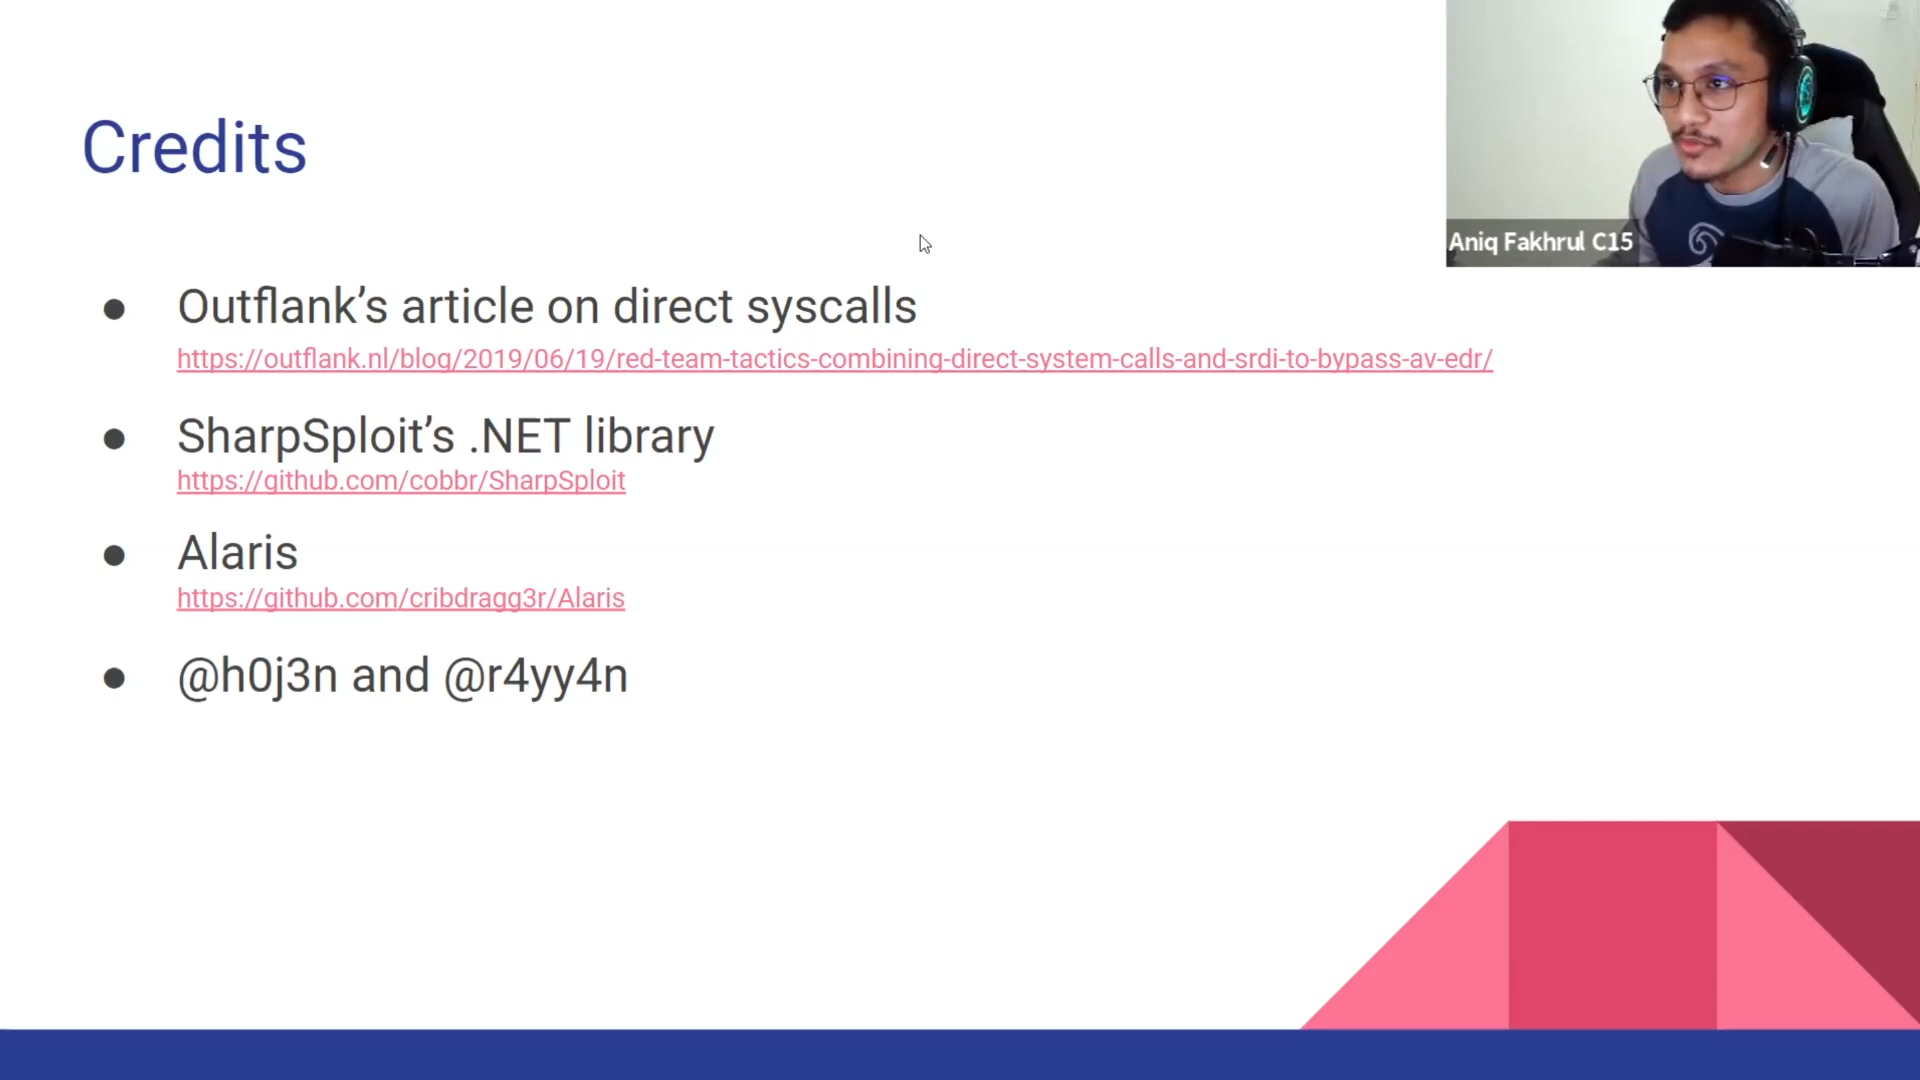 Credits
Aniq Fakhrul C15
● Outflank’s article on direct syscalls
https://outflank.nl/blog/2019/06/19/red-team-tactics-combining-direct-system-calls-and-srdi-to-bypass-av-edr/
● SharpSploit’s .NET library
https://github.com/cobbr/SharpSploit
● Alaris
https://github.com/cribdragg3r/Alaris
● @h0j3n and @r4yy4n